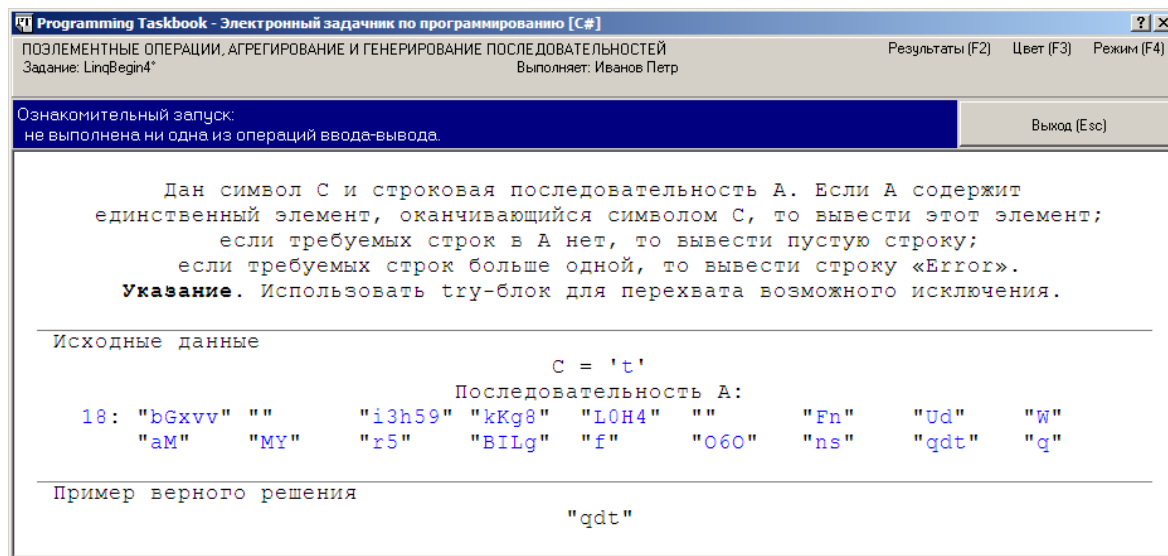 Programming Taskbook - Электронный задачник по программированию [C#]
ПОЭЛЕМЕНТНЫЕ ОПЕРАЦИИ, АГРЕГИРОВАНИЕ И ГЕНЕРИРОВАНИЕ ПОСЛЕДОВАТЕЛЬНОСТЕЙ Результаты (F2) Цвет (F3) Режим (F4)
Задание: LinqBegin4° Выполняет: Иванов Петр
Ознакомительный запуск:
не выполнена ни одна из операций ввода-вывода.
Выход (Esc)
Дан символ C и строковая последовательность A. Если A содержит
единственный элемент, оканчивающийся символом C, то вывести этот элемент;
если требуемых строк в A нет, то вывести пустую строку;
если требуемых строк больше одной, то вывести строку «Error».
Указание. Использовать try-блок для перехвата возможного исключения.
Исходные данные
C = 't'
Последовательность A:
18: "bGxvv" "" "i3h59" "kKg8" "L0H4" "" "Fn" "Ud" "W"
"aM" "MY" "r5" "BILg" "f" "O6O" "ns" "qdt" "q"
Пример верного решения
"qdt"